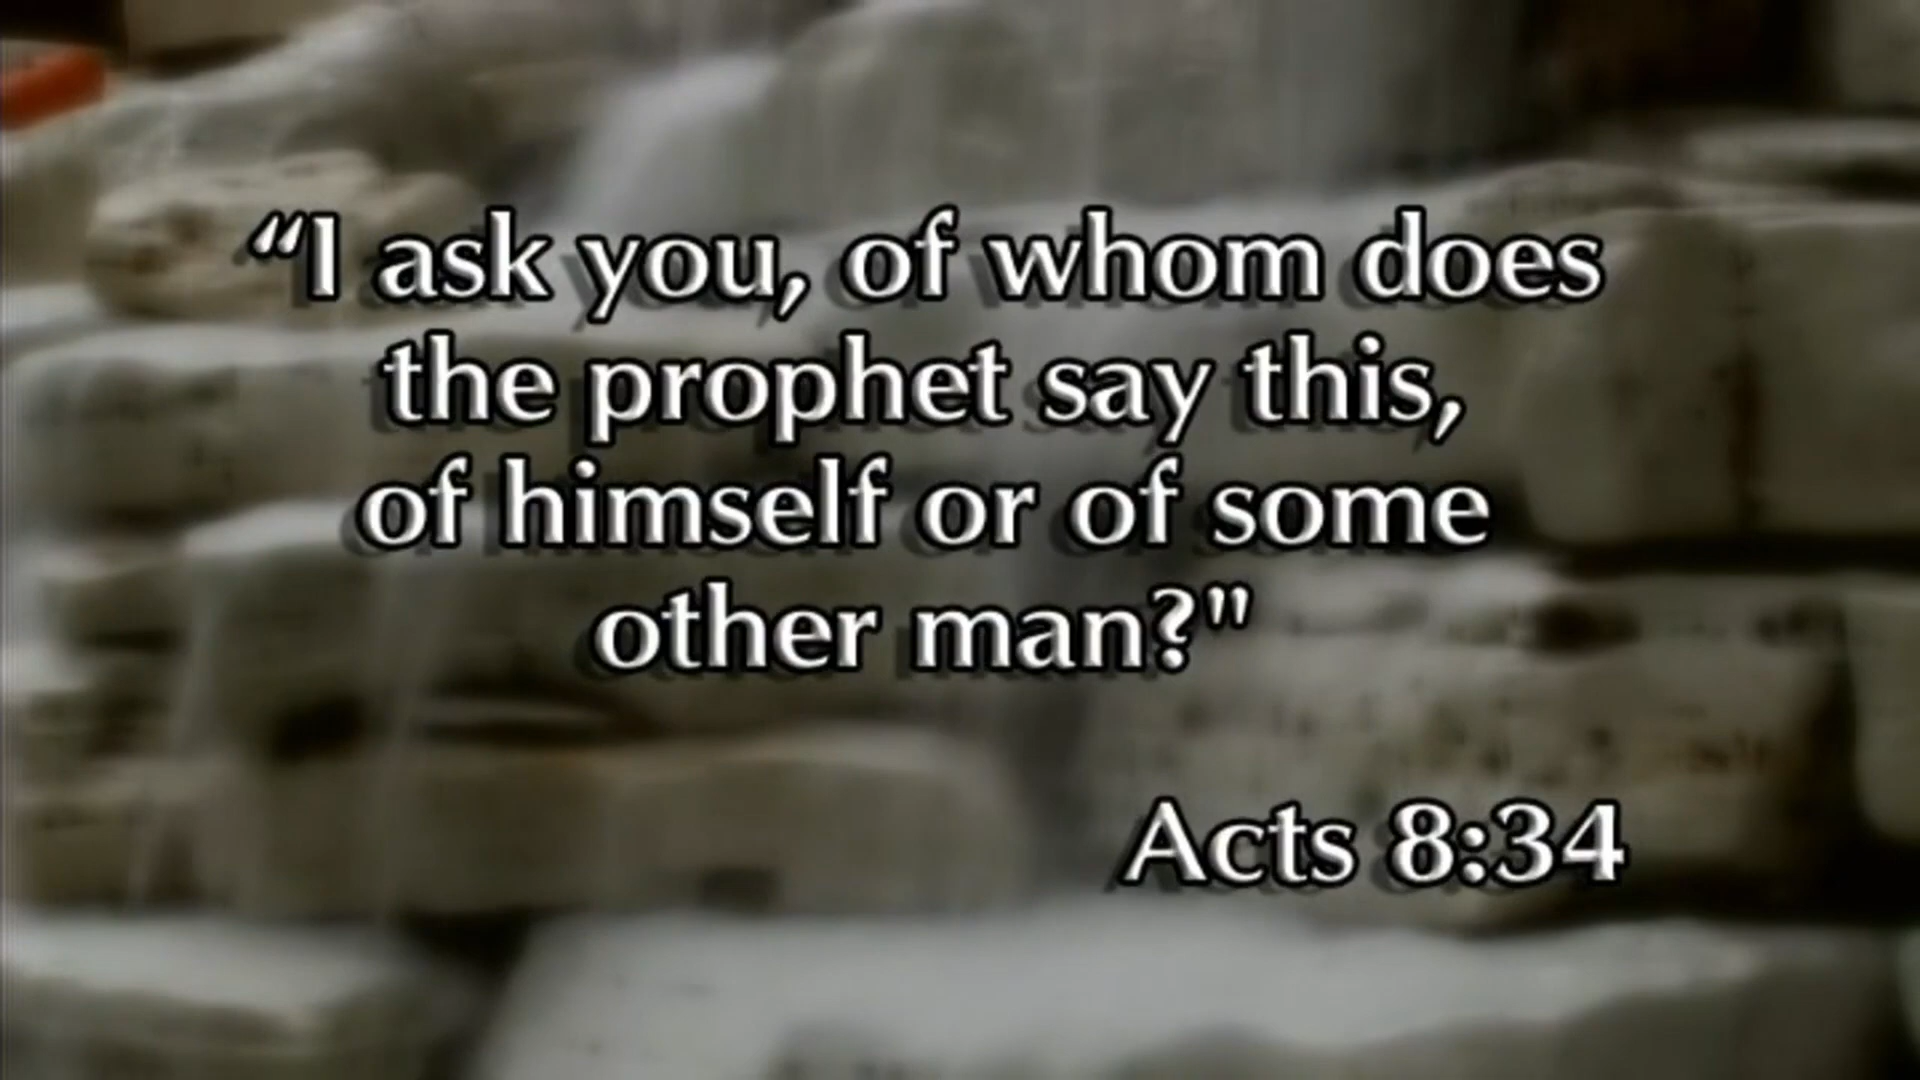 “I ask you, of whom does
the prophet say this,
of himself or of some
other man?"
Acts 8:34